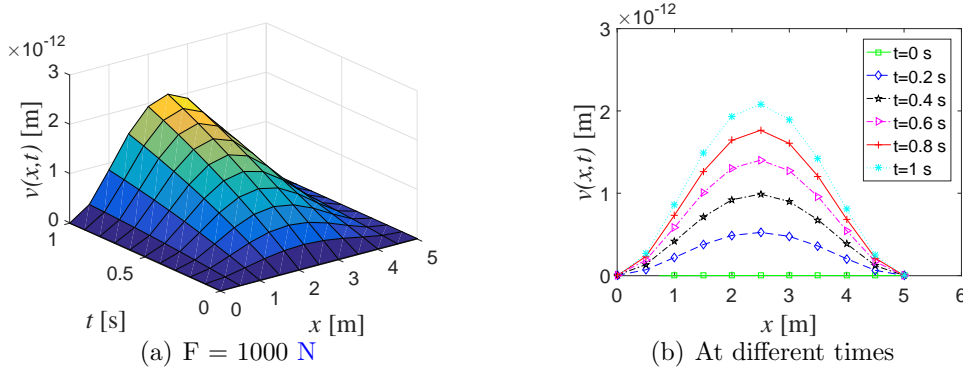 ×10⁻¹²
3
2
1
0
v(x,t) [m]
1
0.5
0
t [s]
0
1
2
3
4
5
x [m]
(a) F = 1000 N
×10⁻¹²
3
2
1
0
v(x,t) [m]
0
1
2
3
4
5
6
x [m]
t=0 s
t=0.2 s
t=0.4 s
t=0.6 s
t=0.8 s
t=1 s
(b) At different times